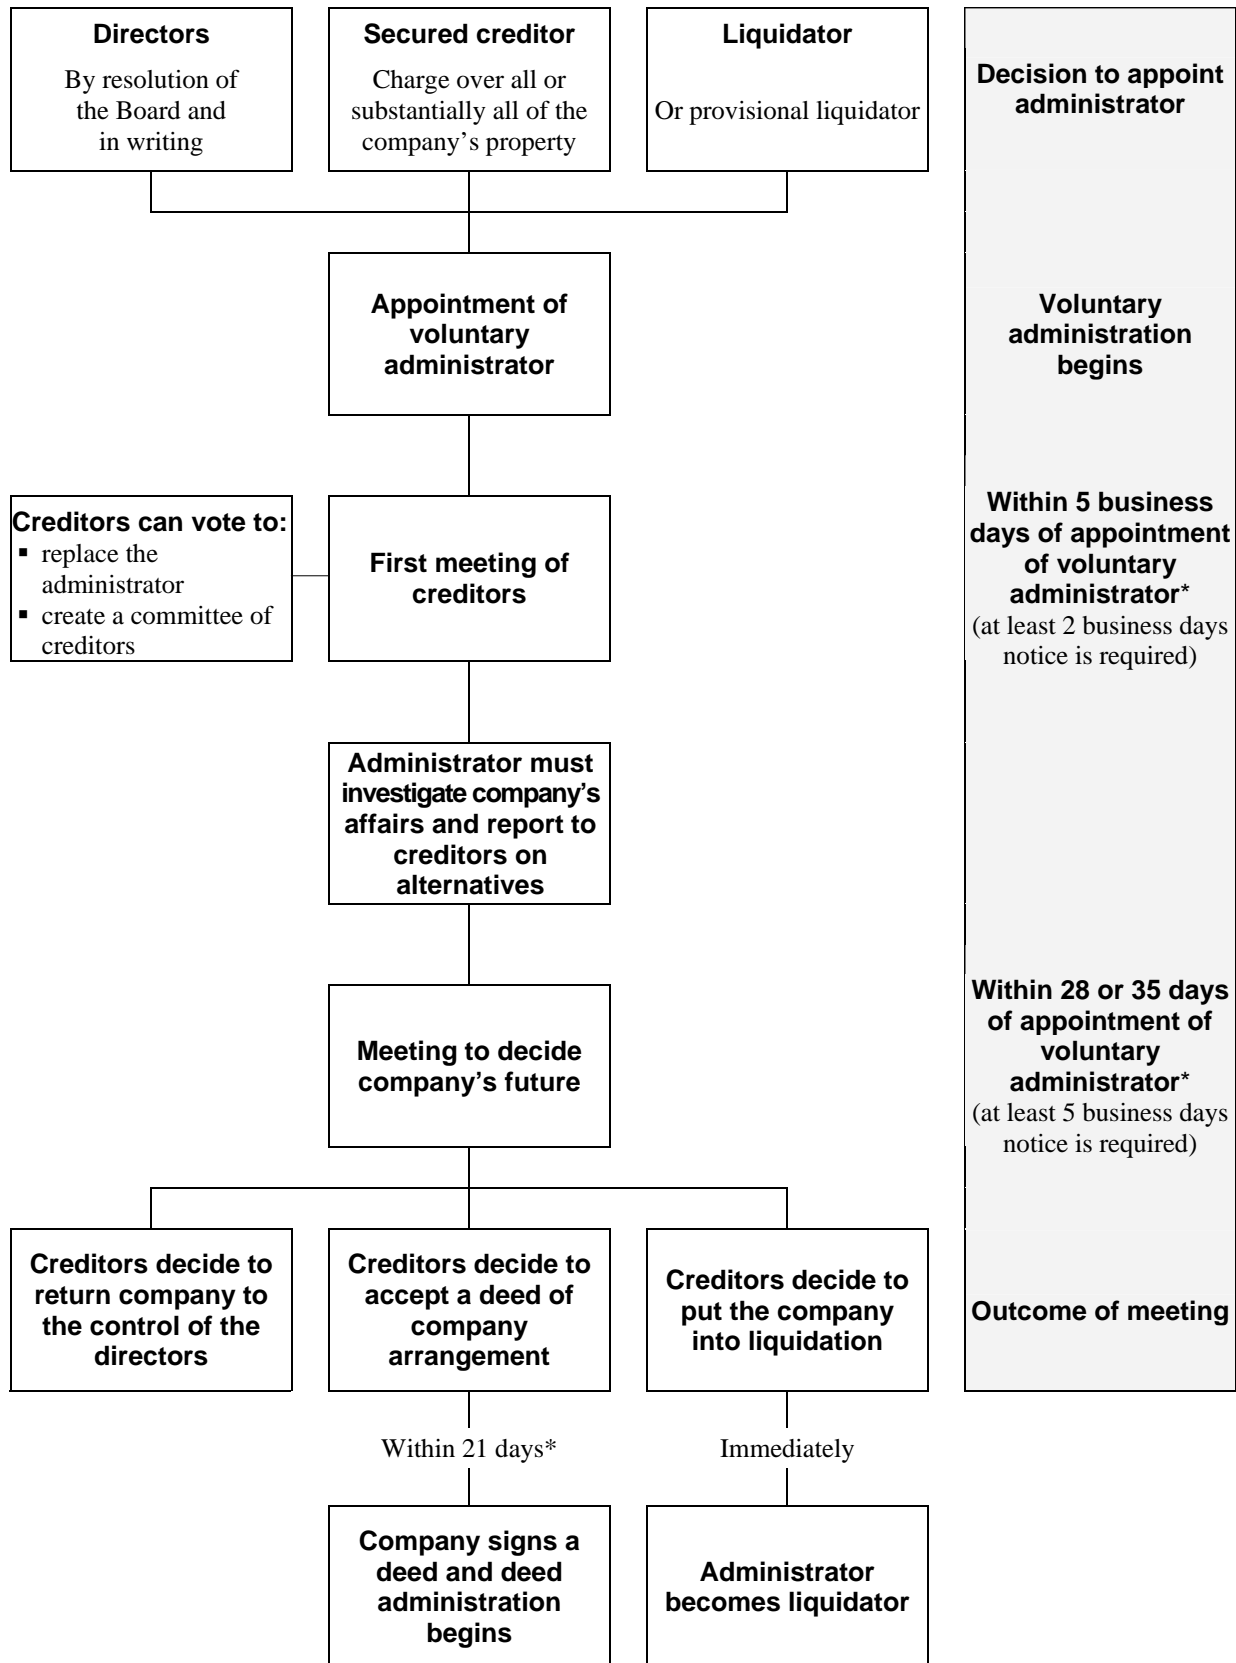 Directors
By resolution of
the Board and
in writing
Secured creditor
Charge over all or
substantially all of the
company’s property
Liquidator
Or provisional liquidator
Decision to appoint
administrator
Appointment of
voluntary
administrator
Voluntary
administration
begins
Creditors can vote to:
▪ replace the
administrator
▪ create a committee of
creditors
First meeting of
creditors
Within 5 business
days of appointment
of voluntary
administrator*
(at least 2 business days
notice is required)
Administrator must
investigate company’s
affairs and report to
creditors on
alternatives
Meeting to decide
company’s future
Within 28 or 35 days
of appointment of
voluntary
administrator*
(at least 5 business days
notice is required)
Creditors decide to
return company to
the control of the
directors
Creditors decide to
accept a deed of
company
arrangement
Creditors decide to
put the company
into liquidation
Outcome of meeting
Within 21 days*
Immediately
Company signs a
deed and deed
administration
begins
Administrator
becomes liquidator